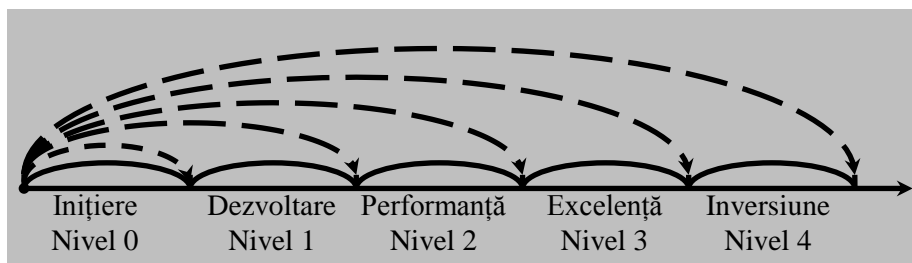 Inițiere Dezvoltare Performanță Excelență Inversiune
Nivel 0 Nivel 1 Nivel 2 Nivel 3 Nivel 4